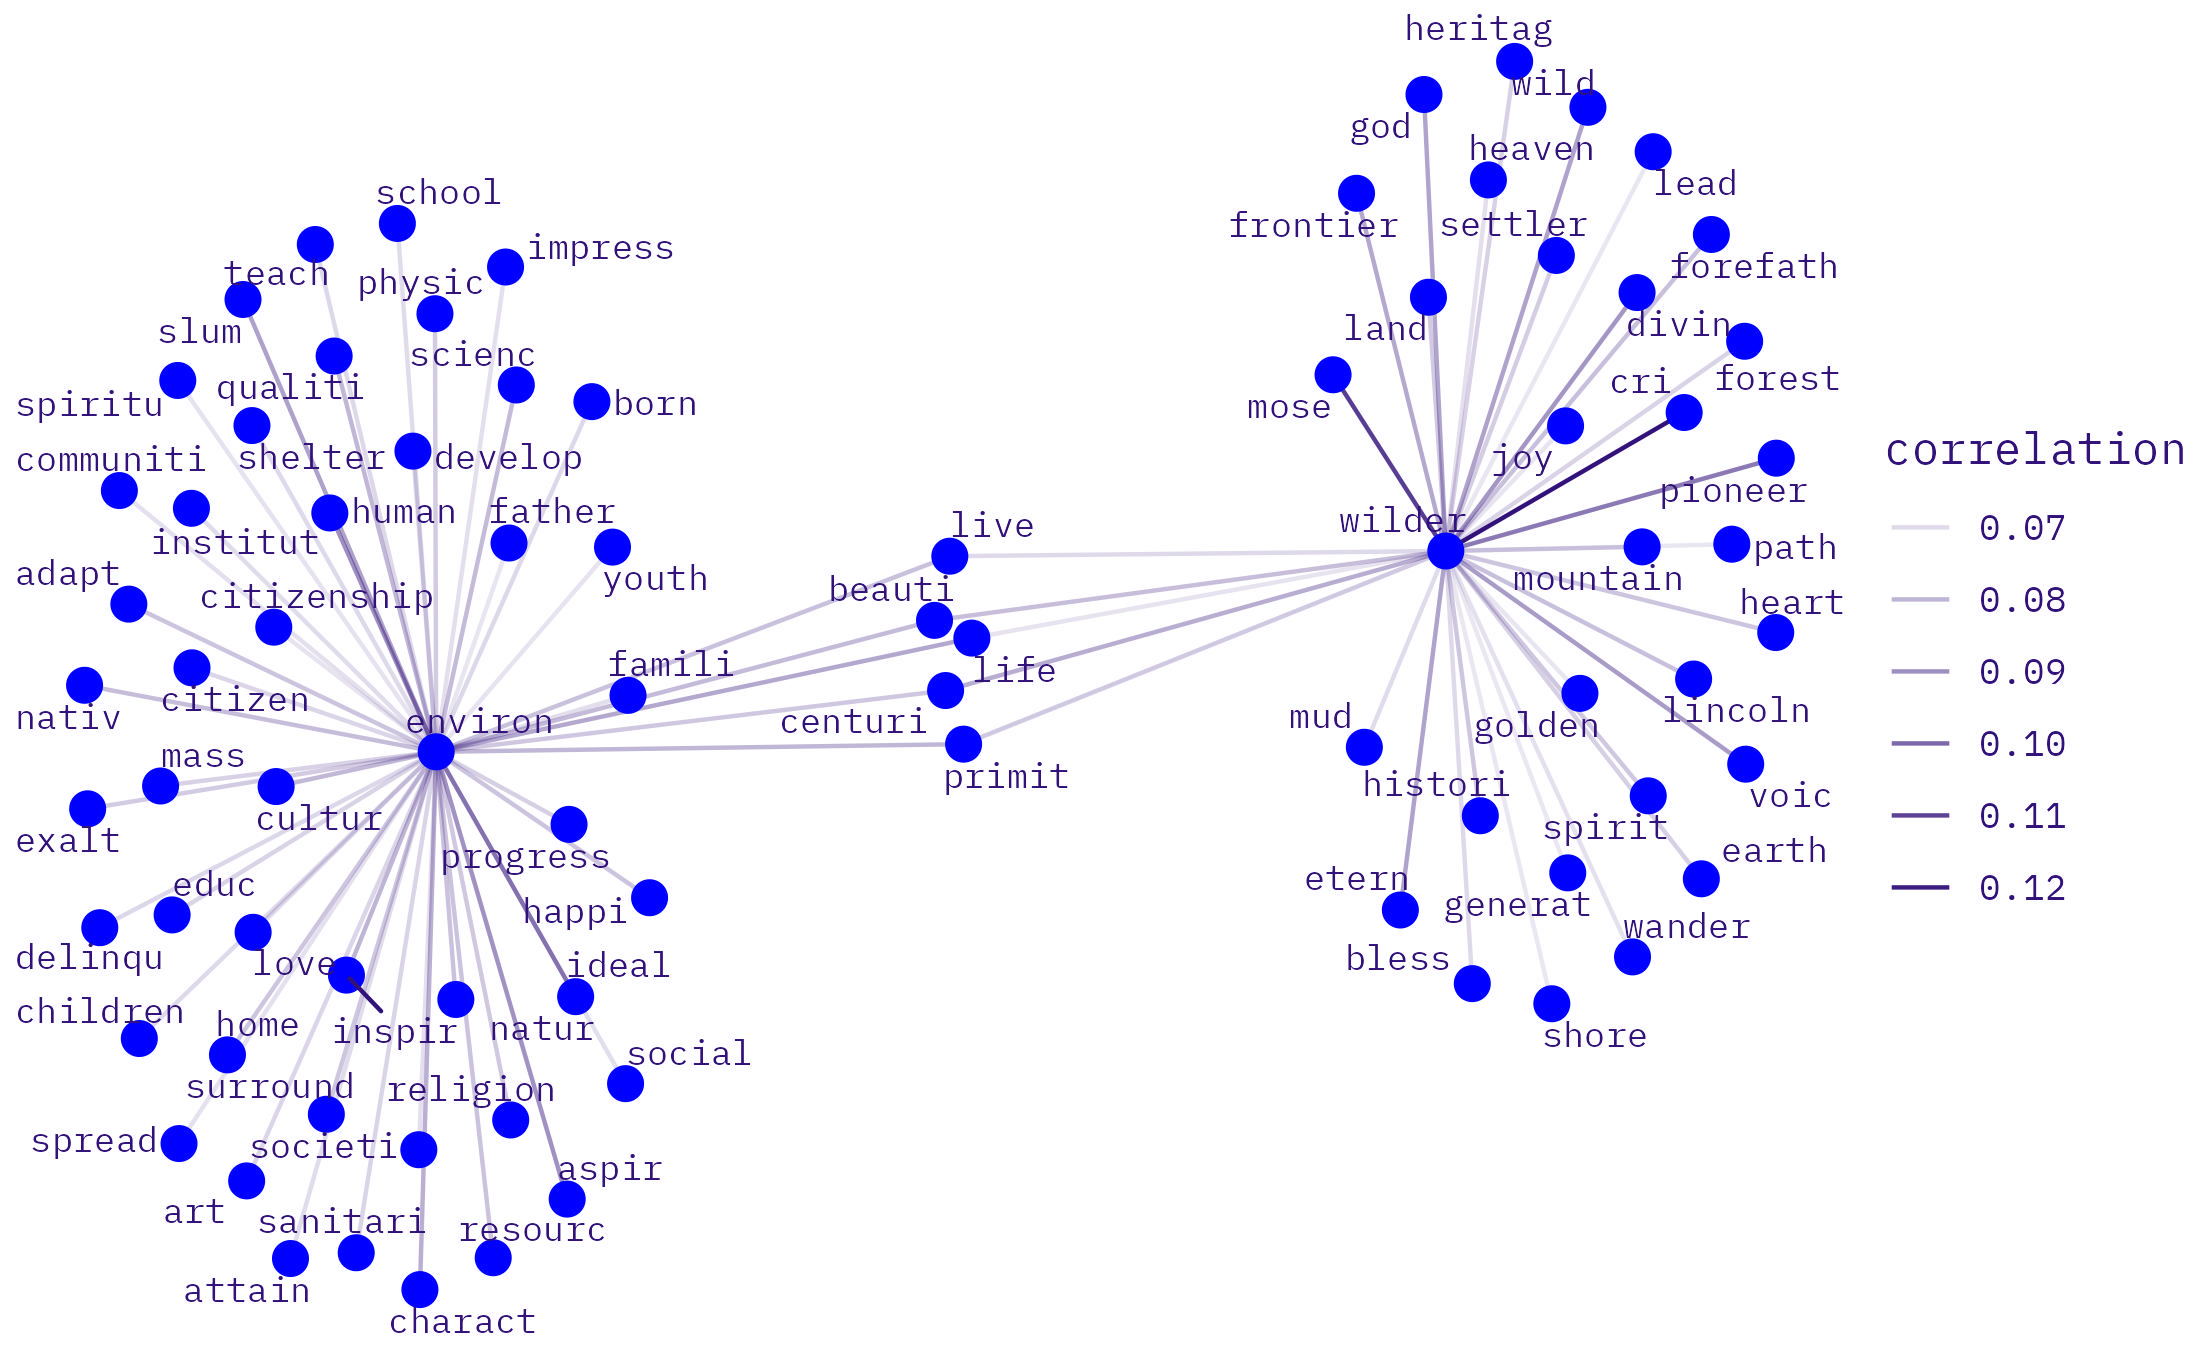 heritag
wild
god
heaven
lead
school
frontier
settler
impress
forefath
teach
physic
slum
land
divin
scienc
qualiti
cri
forest
spiritu
born
mose
correlation
communiti
shelter
develop
joy
pioneer
human
father
live
wilder
0.07
institut
path
adapt
youth
beauti
mountain
citizenship
heart
0.08
famili
life
0.09
citizen
nativ
environ
centuri
mud
golden
lincoln
mass
primit
histori
0.10
voic
exalt
cultur
spirit
0.11
progress
earth
educ
happi
etern
generat
0.12
wander
delinqu
love
ideal
bless
children
home
inspir
natur
shore
social
surround
religion
spread
societi
aspir
art
sanitari
resourc
attain
charact